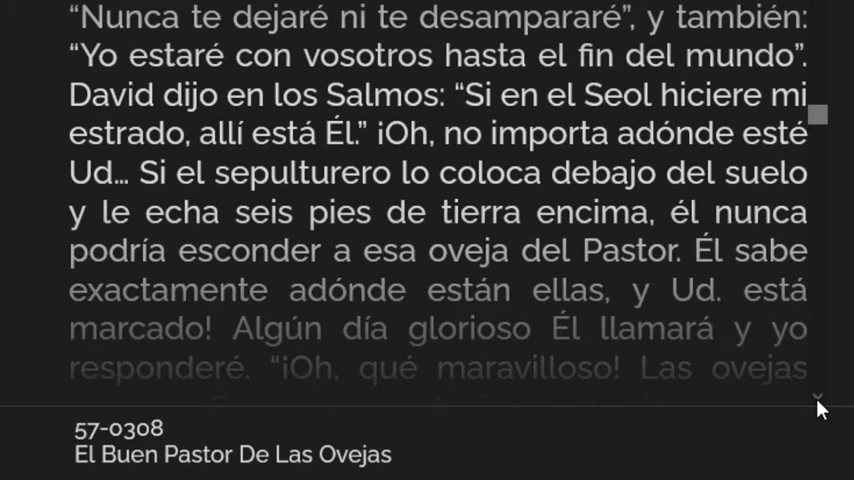 “Nunca te dejaré ni te desampararé”, y también:
“Yo estaré con vosotros hasta el fin del mundo”.
David dijo en los Salmos: “Si en el Seol hiciere mi
estrado, allí está Él.” ¡Oh, no importa adónde esté
Ud... Si el sepulturero lo coloca debajo del suelo
y le echa seis pies de tierra encima, él nunca
podría esconder a esa oveja del Pastor. Él sabe
exactamente adónde están ellas, y Ud. está
marcado! Algún día glorioso Él llamará y yo
responderé. “¡Oh, qué maravilloso! Las ovejas
57-0308
El Buen Pastor De Las Ovejas